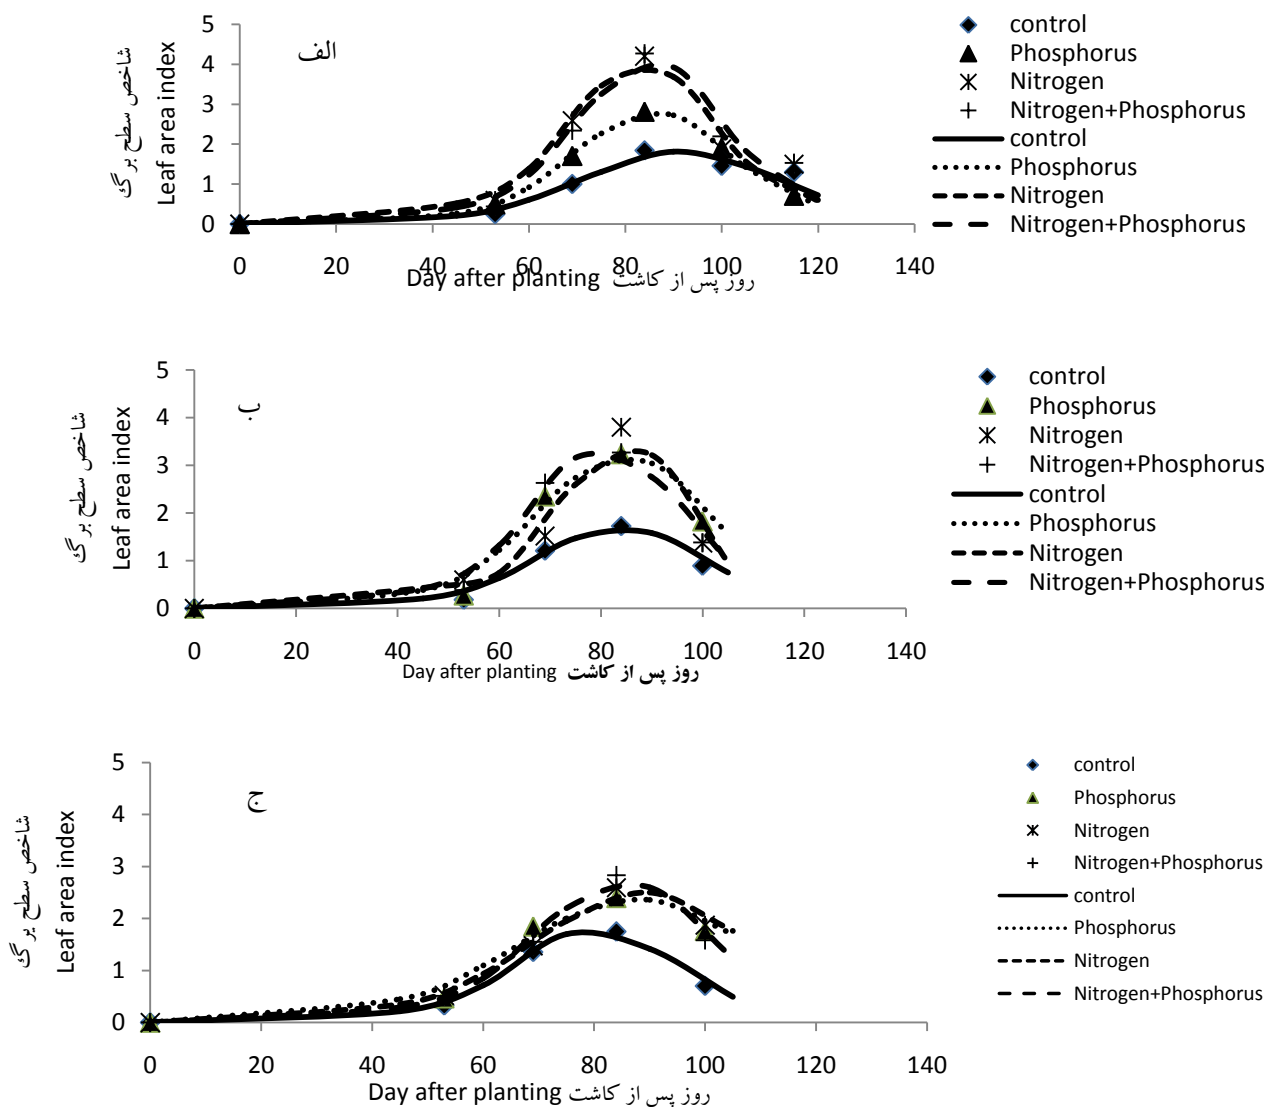 الف
شاخص سطح برگ
Leaf area index
5
4
3
2
1
0
0 20 40 60 80 100 120 140
Day after planting روز پس از کاشت
control
Phosphorus
Nitrogen
Nitrogen+Phosphorus
control
Phosphorus
Nitrogen
Nitrogen+Phosphorus
ب
شاخص سطح برگ
Leaf area index
5
4
3
2
1
0
0 20 40 60 80 100 120 140
Day after planting روز پس از کاشت
control
Phosphorus
Nitrogen
Nitrogen+Phosphorus
control
Phosphorus
Nitrogen
Nitrogen+Phosphorus
ج
شاخص سطح برگ
Leaf area index
5
4
3
2
1
0
0 20 40 60 80 100 120 140
Day after planting روز پس از کاشت
control
Phosphorus
Nitrogen
Nitrogen+Phosphorus
control
Phosphorus
Nitrogen
Nitrogen+Phosphorus